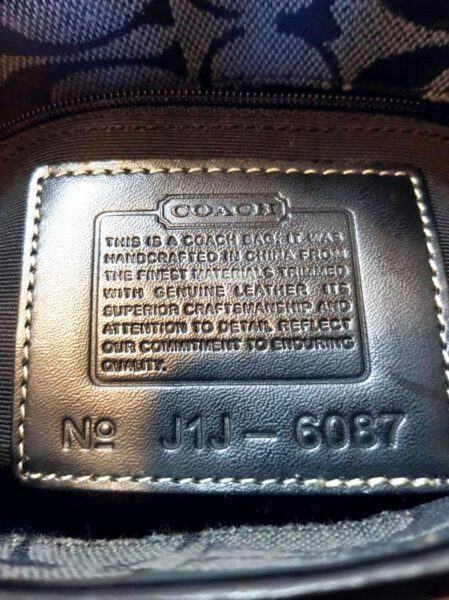 COACH
THIS IS A COACH BAG. IT WAS
HANDCRAFTED IN CHINA FROM
THE FINEST MATERIALS TRIMMED
WITH GENUINE LEATHER ITS
SUPERIOR CRAFTSMANSHIP AND
ATTENTION TO DETAIL REFLECT
OUR COMMITMENT TO ENDURING
QUALITY.
Nº J1J-6087